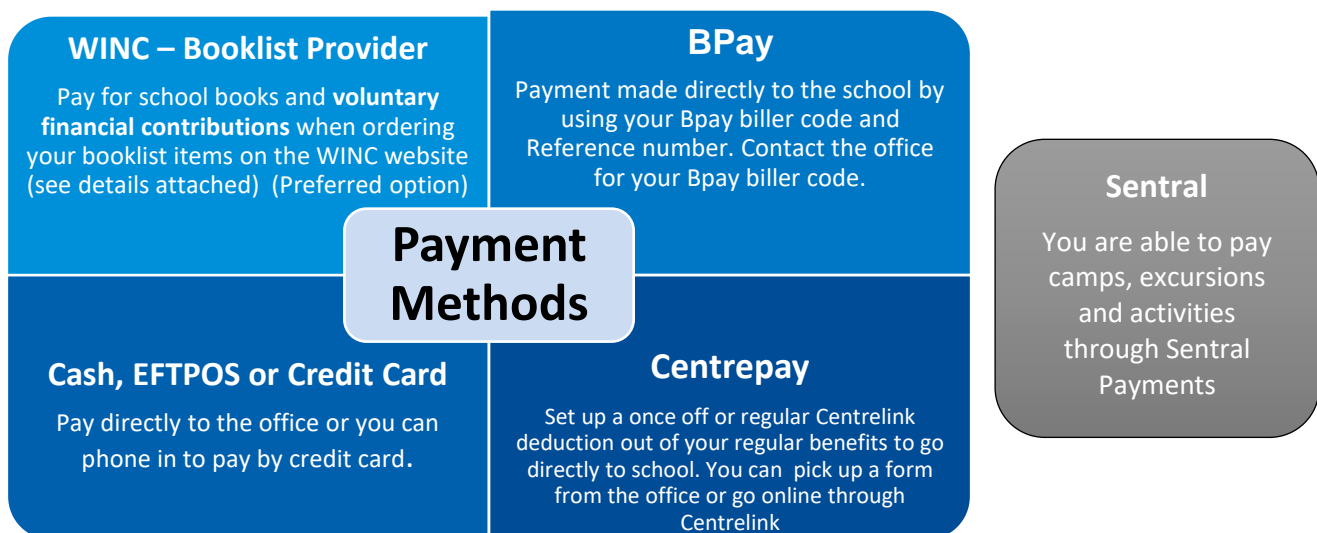 WINC – Booklist Provider
Pay for school books and voluntary
financial contributions when ordering
your booklist items on the WINC website
(see details attached)  (Preferred option)
BPay
Payment made directly to the school by
using your Bpay biller code and
Reference number. Contact the office
for your Bpay biller code.
Payment
Methods
Cash, EFTPOS or Credit Card
Pay directly to the office or you can
phone in to pay by credit card.
Centrepay
Set up a once off or regular Centrelink
deduction out of your regular benefits to go
directly to school. You can  pick up a form
from the office or go online through
Centrelink
Sentral
You are able to pay
camps, excursions
and activities
through Sentral
Payments